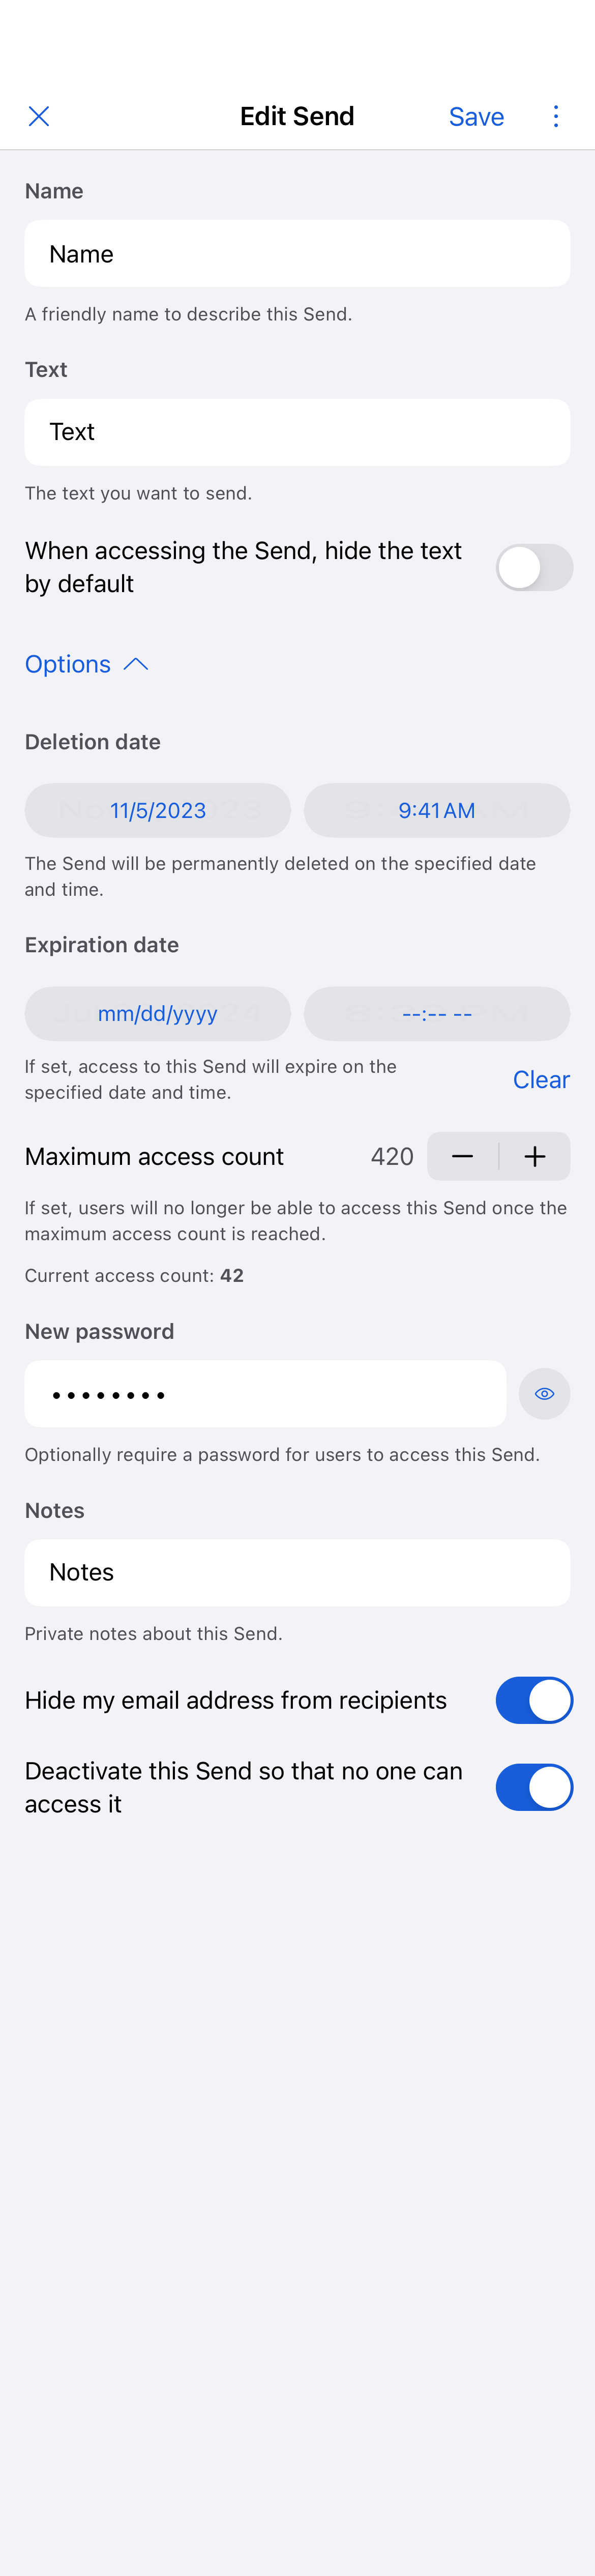 Edit Send
Save
Name
Name
A friendly name to describe this Send.
Text
Text
The text you want to send.
When accessing the Send, hide the text
by default
Options
Deletion date
11/5/2023 9:41 AM
The Send will be permanently deleted on the specified date
and time.
Expiration date
mm/dd/yyyy --:-- --
If set, access to this Send will expire on the
specified date and time.
Clear
Maximum access count 420
If set, users will no longer be able to access this Send once the
maximum access count is reached.
Current access count: 42
New password
••••••••
Optionally require a password for users to access this Send.
Notes
Notes
Private notes about this Send.
Hide my email address from recipients
Deactivate this Send so that no one can
access it